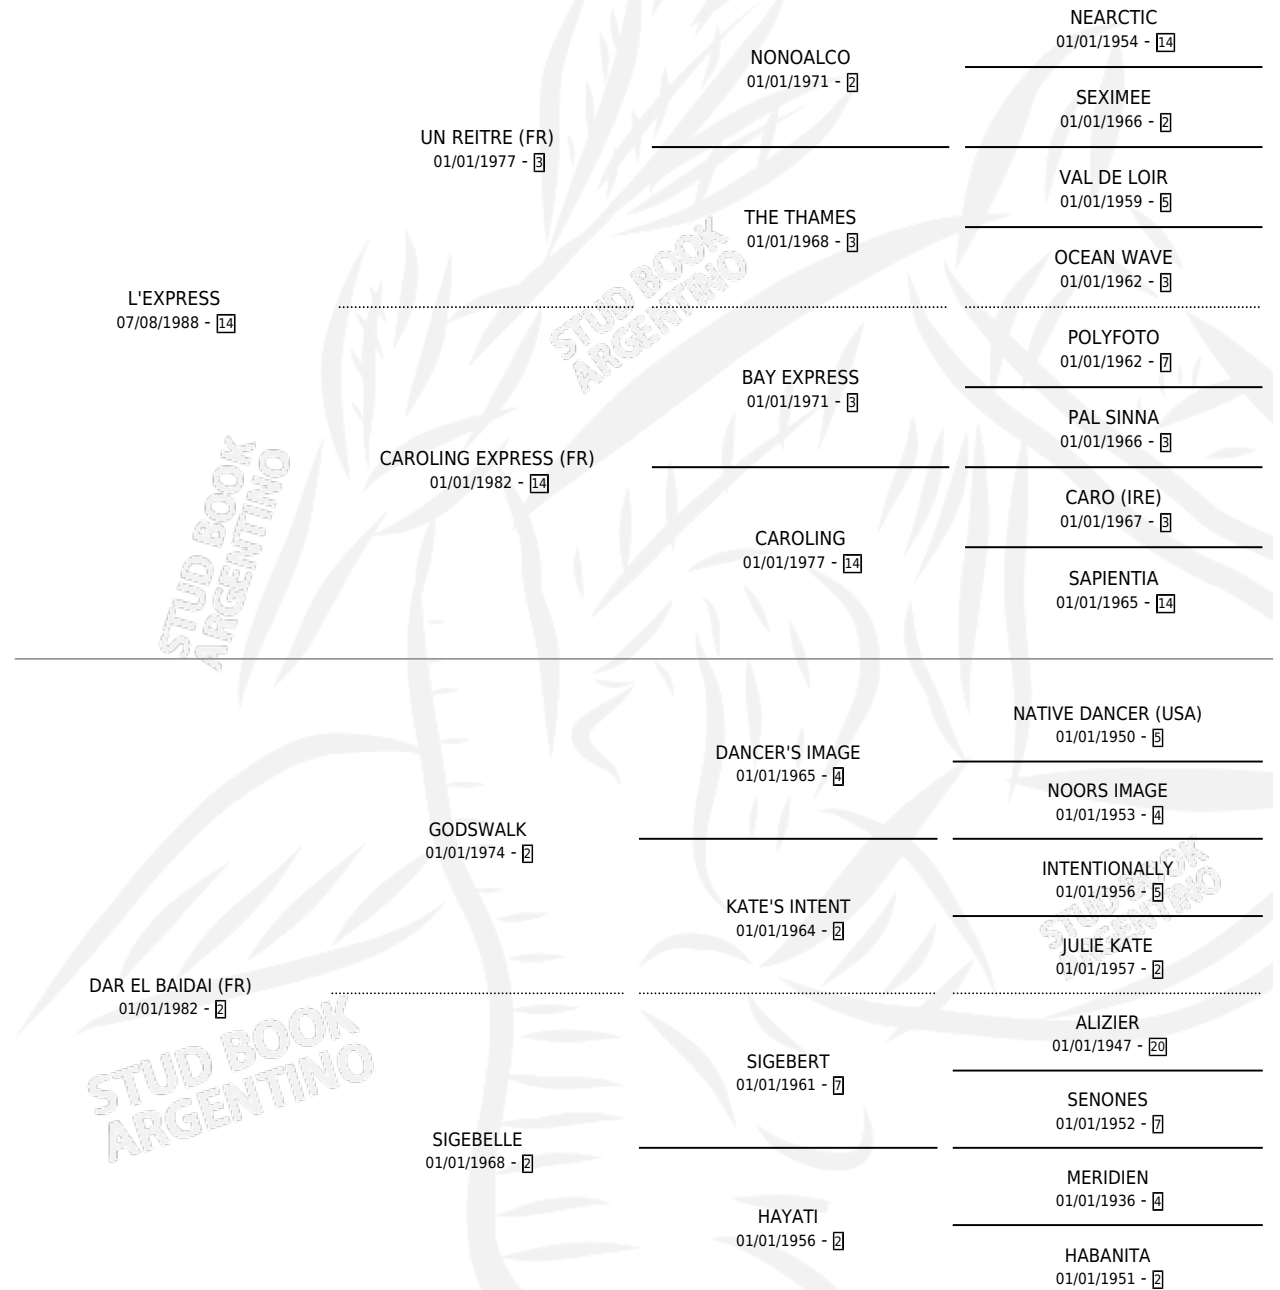 NEARCTIC
01/01/1954 - 14
NONOALCO
01/01/1971 - 2
SEXIMEE
01/01/1966 - 2
UN REITRE (FR)
01/01/1977 - 3
VAL DE LOIR
01/01/1959 - 5
THE THAMES
01/01/1968 - 3
OCEAN WAVE
01/01/1962 - 3
L'EXPRESS
07/08/1988 - 14
STUD BOOK
ARGENTINO
POLYFOTO
01/01/1962 - 7
BAY EXPRESS
01/01/1971 - 3
PAL SINNA
01/01/1966 - 3
CAROLING EXPRESS (FR)
01/01/1982 - 14
CARO (IRE)
01/01/1967 - 3
CAROLING
01/01/1977 - 14
SAPIENTIA
01/01/1965 - 14
STUD BOOK
ARGENTINO
NATIVE DANCER (USA)
01/01/1950 - 5
DANCER'S IMAGE
01/01/1965 - 4
NOORS IMAGE
01/01/1953 - 4
GODSWALK
01/01/1974 - 2
INTENTIONALLY
01/01/1956 - 5
KATE'S INTENT
01/01/1964 - 2
STUD BOOK
ARGENTINO
JULIE KATE
01/01/1957 - 2
DAR EL BAIDAI (FR)
01/01/1982 - 2
ALIZIER
01/01/1947 - 20
SIGEBERT
01/01/1961 - 7
STUD BOOK
ARGENTINO
SENONES
01/01/1952 - 7
SIGEBELLE
01/01/1968 - 2
MERIDIEN
01/01/1936 - 4
HAYATI
01/01/1956 - 2
HABANITA
01/01/1951 - 2